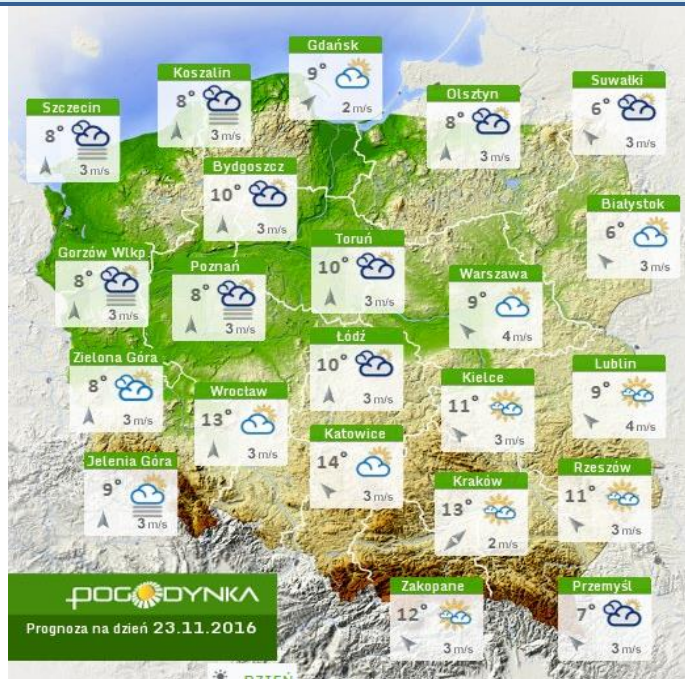 Gdańsk
9°
2 m/s
Koszalin
8°
3 m/s
Suwałki
6°
3 m/s
Olsztyn
8°
3 m/s
Szczecin
8°
3 m/s
Bydgoszcz
10°
3 m/s
Białystok
6°
3 m/s
Toruń
10°
3 m/s
Gorzów Wlkp
8°
3 m/s
Poznań
8°
3 m/s
Warszawa
9°
4 m/s
Łódź
10°
3 m/s
Zielona Góra
8°
3 m/s
Lublin
9°
4 m/s
Kielce
11°
3 m/s
Wrocław
13°
3 m/s
Katowice
14°
3 m/s
Jelenia Góra
9°
3 m/s
Rzeszów
11°
3 m/s
Kraków
13°
2 m/s
Zakopane
12°
3 m/s
Przemyśl
7°
3 m/s
POGODYNKA
Prognoza na dzień 23.11.2016
DZIEŃ